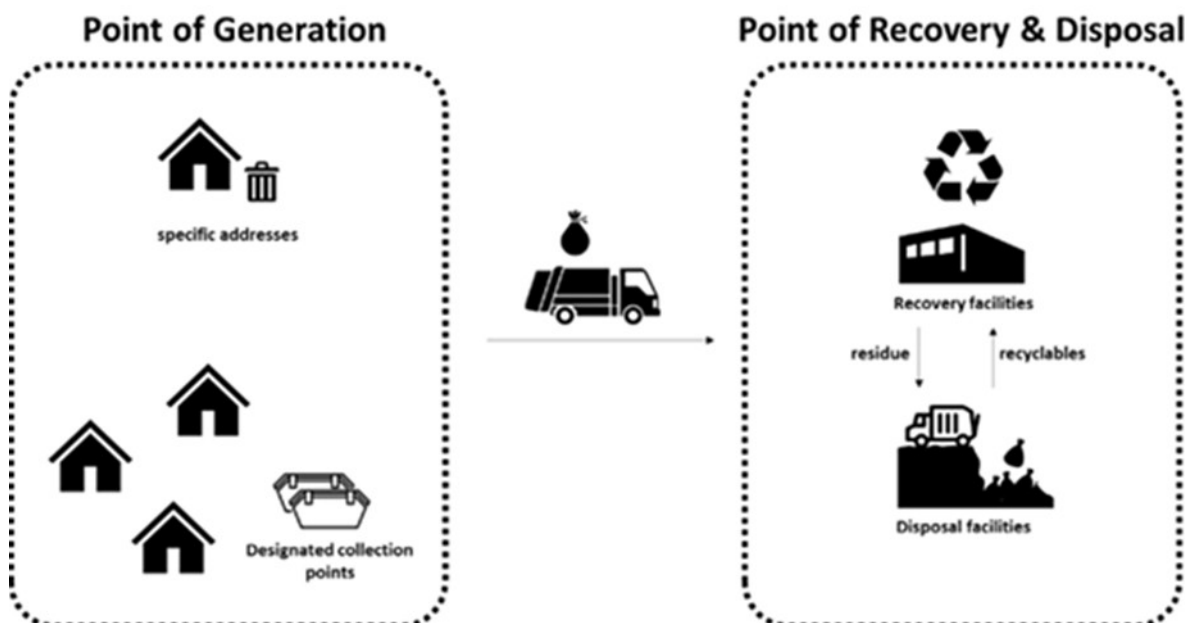 Point of Generation
Point of Recovery & Disposal
specific addresses
Recovery facilities
residue
recyclables
Disposal facilities
Designated collection
points